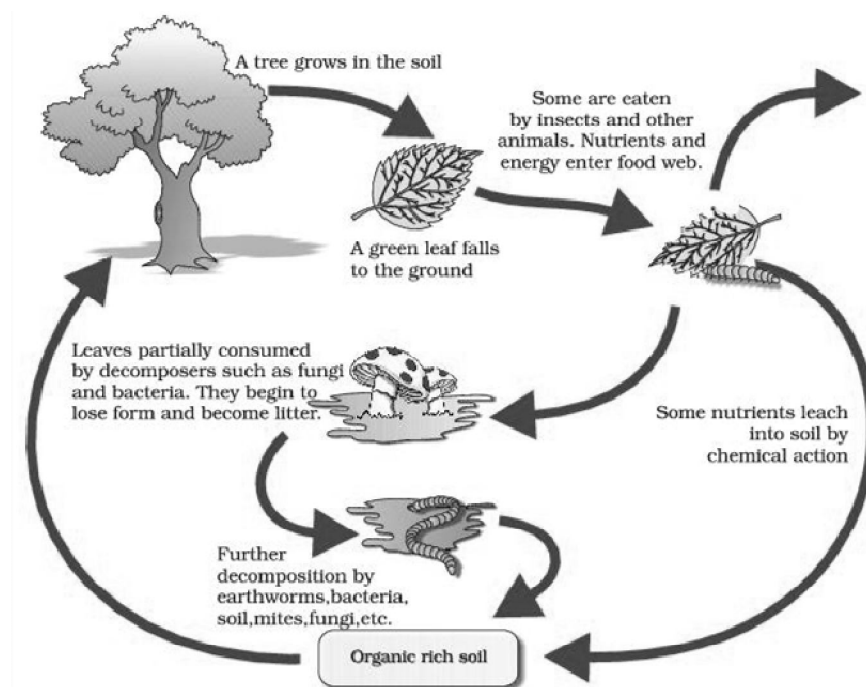 A tree grows in the soil
Some are eaten
by insects and other
animals. Nutrients and
energy enter food web.
A green leaf falls
to the ground
Leaves partially consumed
by decomposers such as fungi
and bacteria. They begin to
lose form and become litter.
Some nutrients leach
into soil by
chemical action
Further
decomposition by
earthworms,bacteria,
soil,mites,fungi,etc.
Organic rich soil